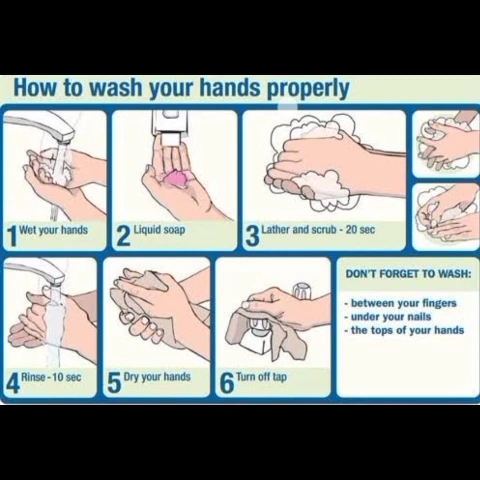 How to wash your hands properly
1 Wet your hands
2 Liquid soap
3 Lather and scrub - 20 sec
4 Rinse - 10 sec
5 Dry your hands
6 Turn off tap
DON'T FORGET TO WASH:
- between your fingers
- under your nails
- the tops of your hands